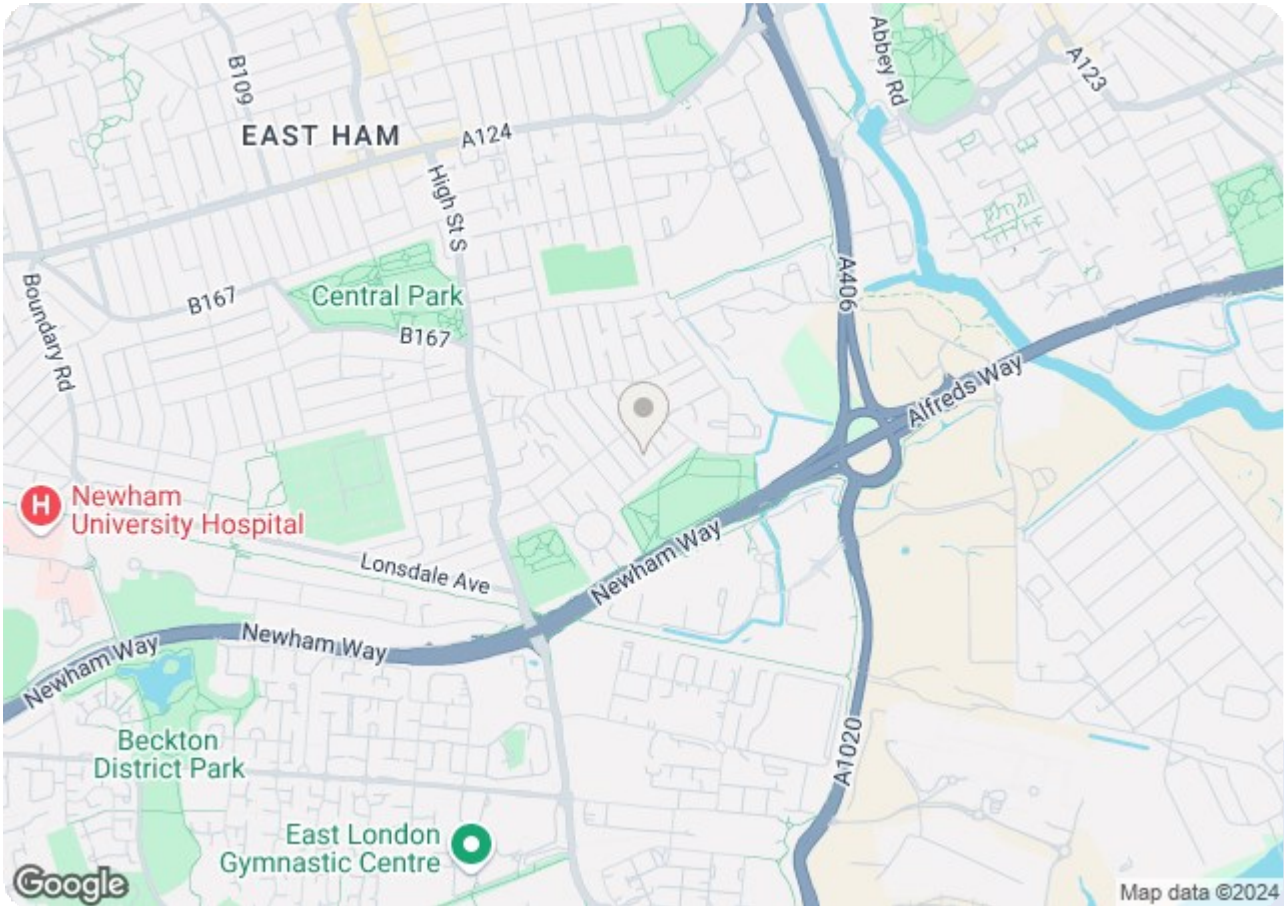 B109
Abbey Rd
A123
EAST HAM
A124
High St S
A406
Boundary Rd
B167
Central Park
B167
Alfreds Way
H
Newham
University Hospital
Lonsdale Ave
Newham Way
Newham Way
Newham Way
Beckton
District Park
A1020
East London
Gymnastic Centre
Google
Map data ©2024